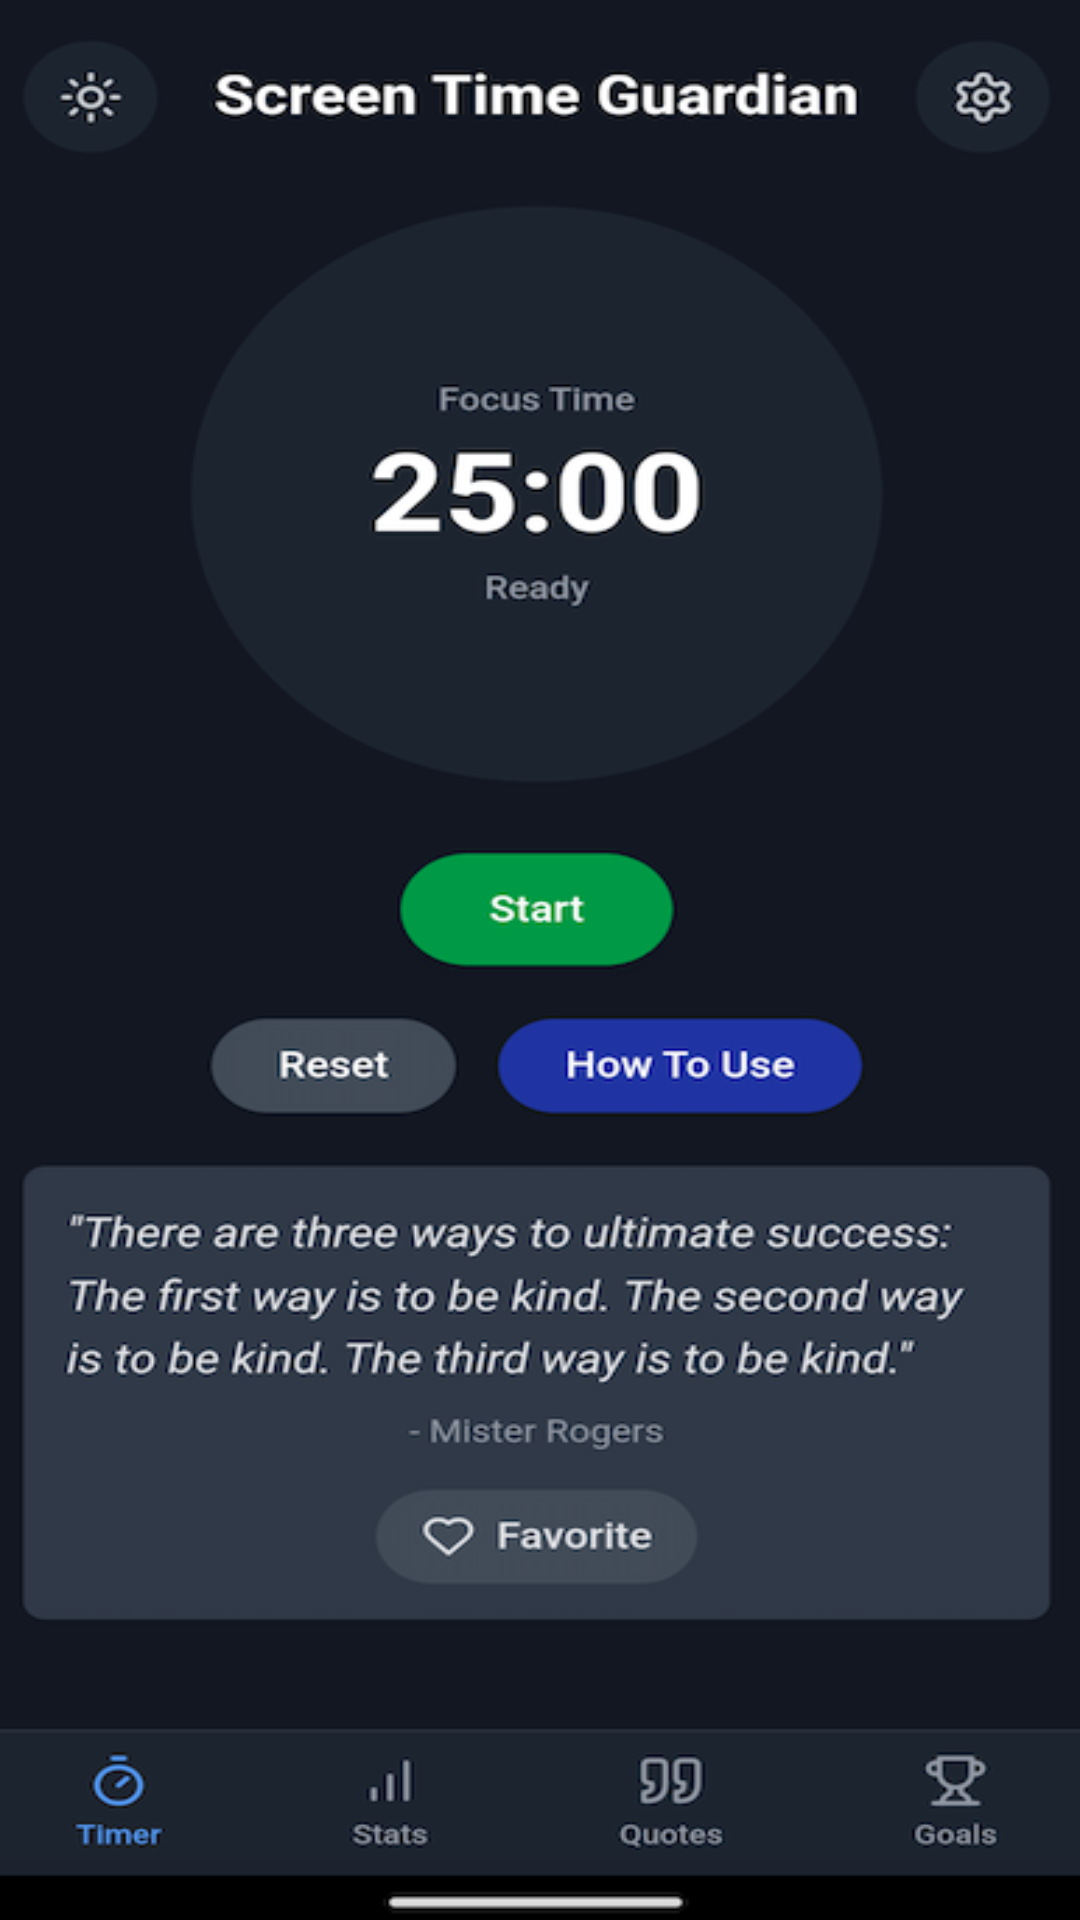 Screen Time Guardian
Focus Time
25:00
Ready
Start
Reset
How To Use
"There are three ways to ultimate success:
The first way is to be kind. The second way
is to be kind. The third way is to be kind."
- Mister Rogers
Favorite
Timer
Stats
Quotes
Goals